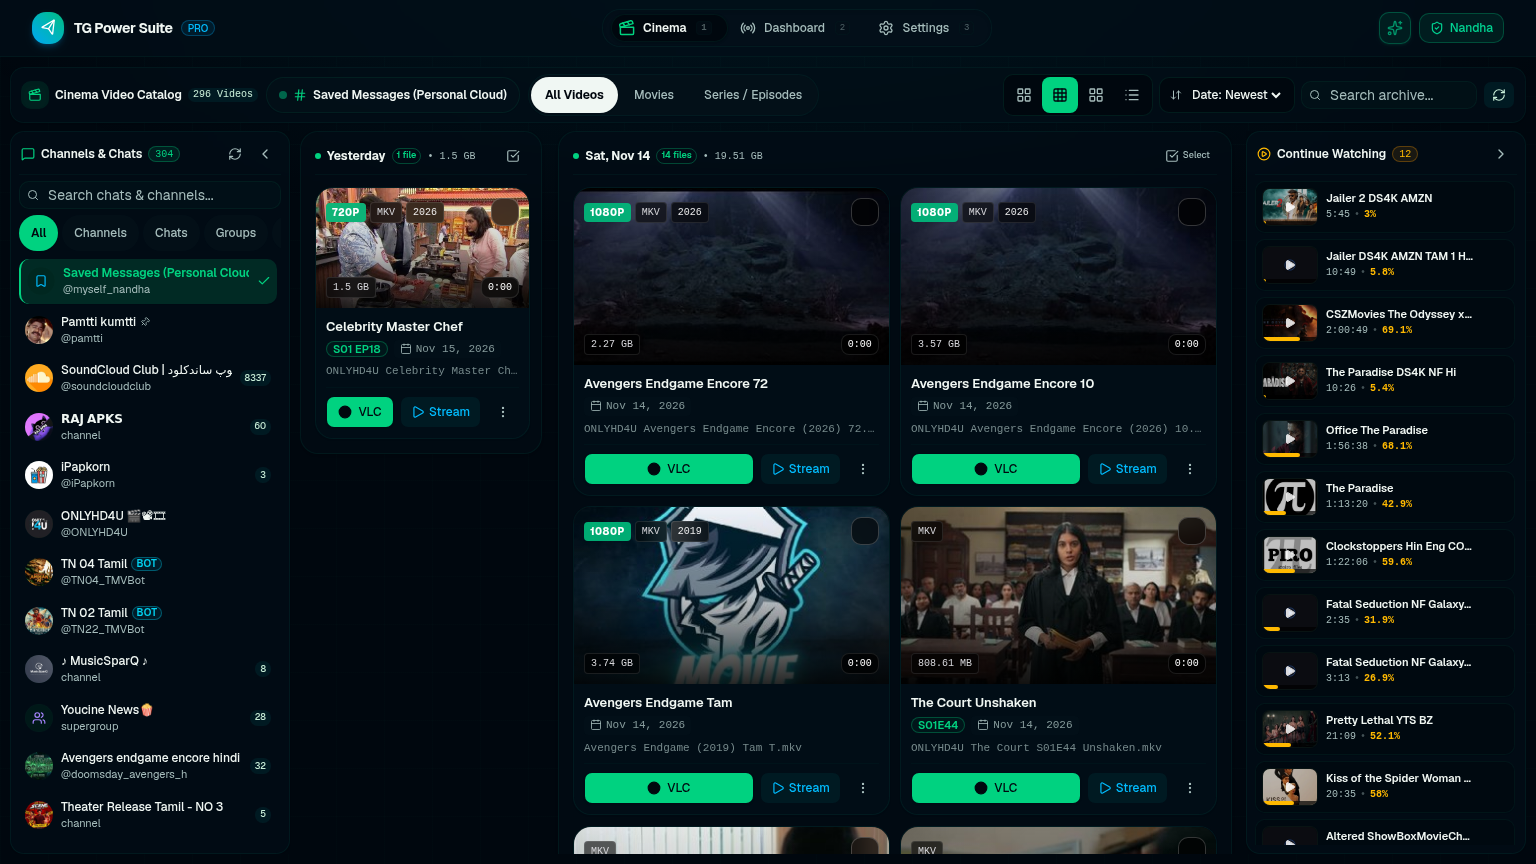 TG Power Suite PRO
Cinema 1
Dashboard 2
Settings 3
Nandha
Cinema Video Catalog 296 Videos
# Saved Messages (Personal Cloud)
All Videos
Movies
Series / Episodes
Date: Newest
Search archive...
Channels & Chats 304
Search chats & channels...
All
Channels
Chats
Groups
Saved Messages (Personal Cloud
@myself_nandha
Pamtti kumtti
@pamtti
SoundCloud Club | وپ ساندکلود
@soundcloudclub
8337
RAJ APKS
channel
60
iPapkorn
@iPapkorn
3
ONLYHD4U 🎬📽🎞
@ONLYHD4U
TN 04 Tamil BOT
@TN04_TMVBot
TN 02 Tamil BOT
@TN22_TMVBot
♪ MusicSparQ ♪
channel
8
Youcine News🍿
supergroup
28
Avengers endgame encore hindi
@doomsday_avengers_h
32
Theater Release Tamil - NO 3
channel
5
Yesterday 1 file • 1.5 GB
720P MKV 2026
1.5 GB
0:00
Celebrity Master Chef
S01 EP18 Nov 15, 2026
ONLYHD4U Celebrity Master Ch…
VLC
Stream
Sat, Nov 14 14 files • 19.51 GB
Select
1080P MKV 2026
2.27 GB
0:00
Avengers Endgame Encore 72
Nov 14, 2026
ONLYHD4U Avengers Endgame Encore (2026) 72.…
VLC
Stream
1080P MKV 2026
3.57 GB
0:00
Avengers Endgame Encore 10
Nov 14, 2026
ONLYHD4U Avengers Endgame Encore (2026) 10.…
VLC
Stream
1080P MKV 2019
MOVIE
3.74 GB
0:00
Avengers Endgame Tam
Nov 14, 2026
Avengers Endgame (2019) Tam T.mkv
VLC
Stream
MKV
808.61 MB
0:00
The Court Unshaken
S01E44 Nov 14, 2026
ONLYHD4U The Court S01E44 Unshaken.mkv
VLC
Stream
MKV
MKV
Continue Watching 12
Jailer 2 DS4K AMZN
5:45 • 3%
Jailer DS4K AMZN TAM 1 H…
10:49 • 5.8%
CSZMovies The Odyssey x…
2:00:49 • 69.1%
The Paradise DS4K NF Hi
10:26 • 5.4%
Office The Paradise
1:56:38 • 68.1%
The Paradise
1:13:20 • 42.9%
Clockstoppers Hin Eng CO…
1:22:06 • 59.6%
Fatal Seduction NF Galaxy…
2:35 • 31.9%
Fatal Seduction NF Galaxy…
3:13 • 26.9%
Pretty Lethal YTS BZ
21:09 • 52.1%
Kiss of the Spider Woman …
20:35 • 58%
Altered ShowBoxMovieCh…